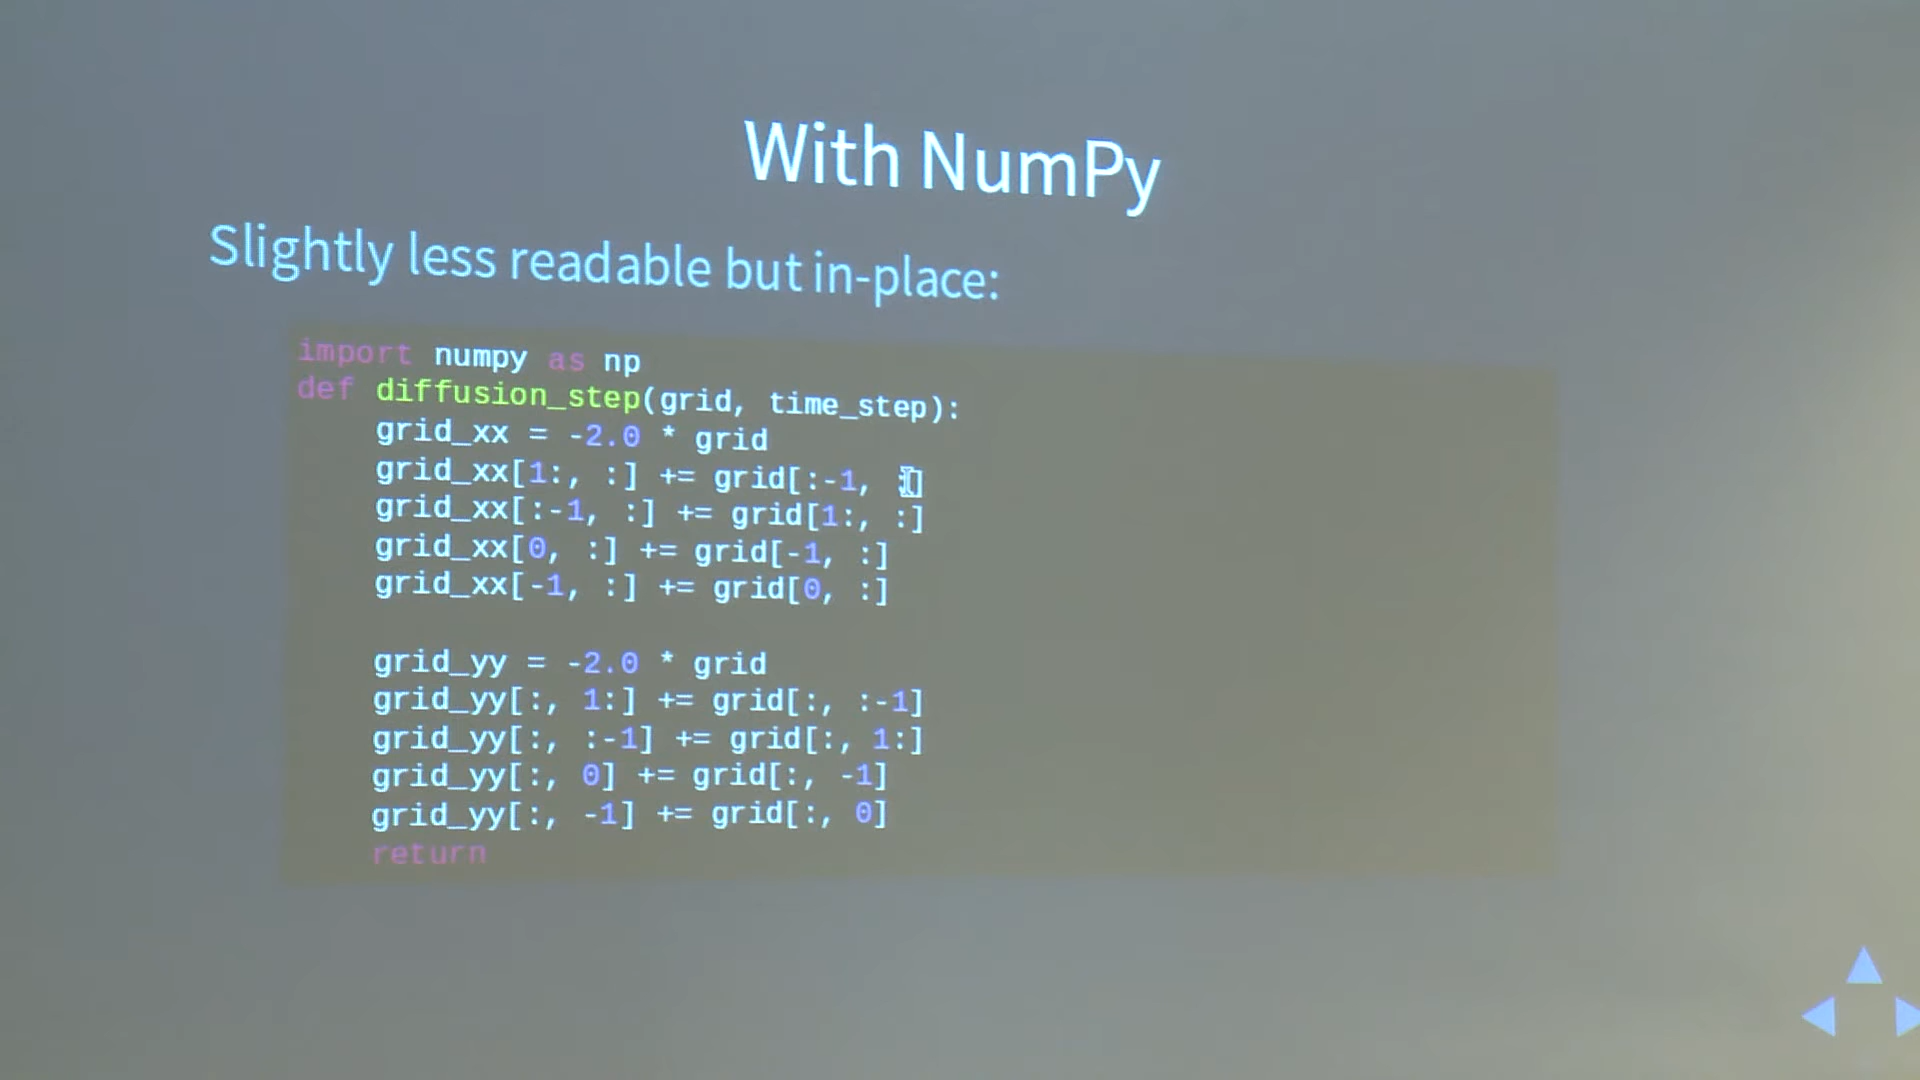 With NumPy
Slightly less readable but in-place:
import numpy as np
def diffusion_step(grid, time_step):
    grid_xx = -2.0 * grid
    grid_xx[1:, :] += grid[:-1, :]
    grid_xx[:-1, :] += grid[1:, :]
    grid_xx[0, :] += grid[-1, :]
    grid_xx[-1, :] += grid[0, :]
    grid_yy = -2.0 * grid
    grid_yy[:, 1:] += grid[:, :-1]
    grid_yy[:, :-1] += grid[:, 1:]
    grid_yy[:, 0] += grid[:, -1]
    grid_yy[:, -1] += grid[:, 0]
    return